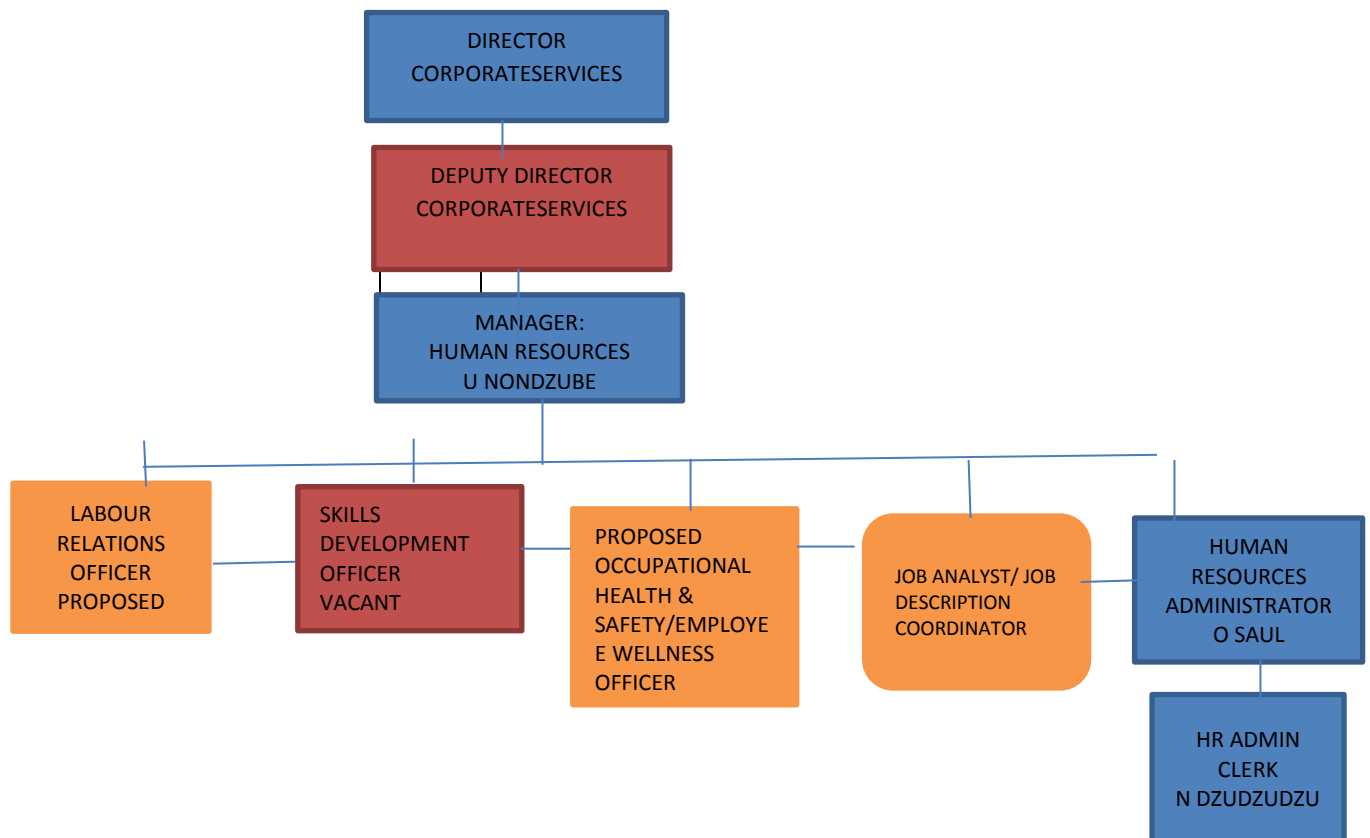 DIRECTOR
CORPORATESERVICES
DEPUTY DIRECTOR
CORPORATESERVICES
MANAGER:
HUMAN RESOURCES
U NONDZUBE
LABOUR
RELATIONS
OFFICER
PROPOSED
SKILLS
DEVELOPMENT
OFFICER
VACANT
PROPOSED
OCCUPATIONAL
HEALTH &
SAFETY/EMPLOYE
E WELLNESS
OFFICER
JOB ANALYST/ JOB
DESCRIPTION
COORDINATOR
HUMAN
RESOURCES
ADMINISTRATOR
O SAUL
HR ADMIN
CLERK
N DZUDZUDZU